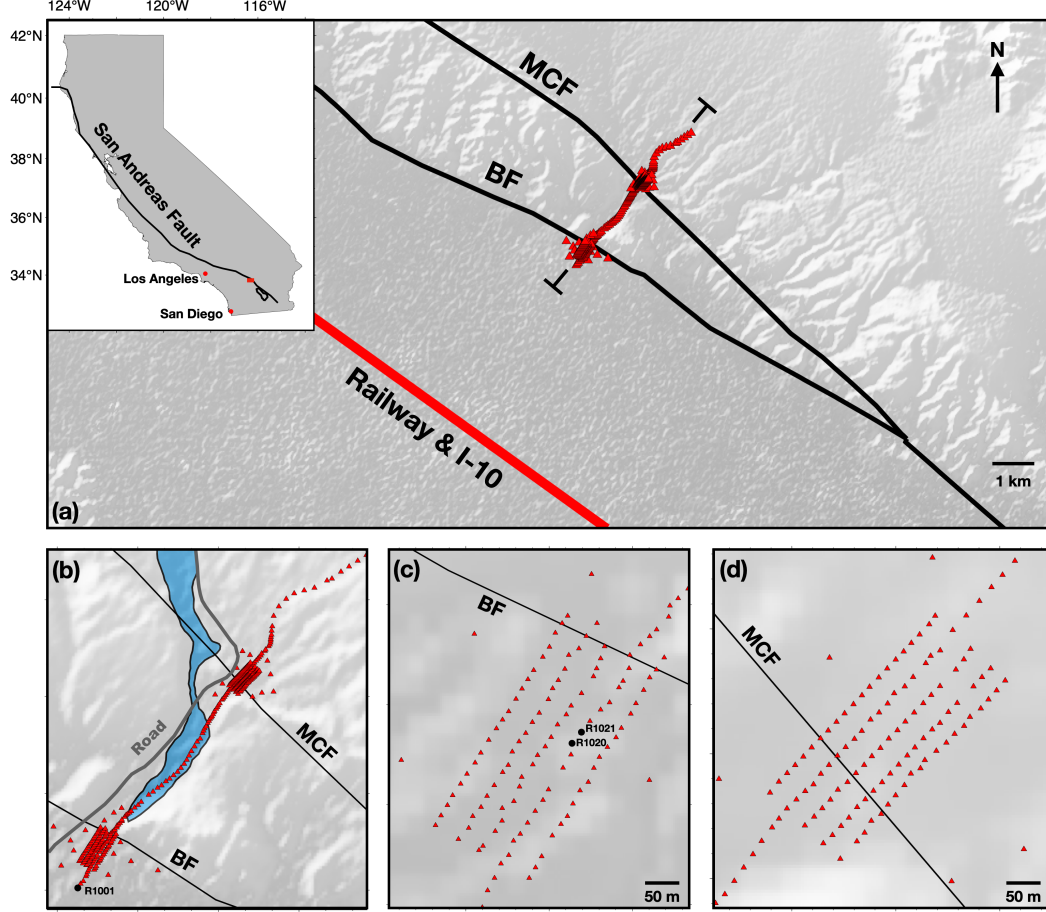 124°W 120°W 116°W
42°N
40°N
38°N
36°N
34°N
San Andreas Fault
Los Angeles
San Diego
MCF
BF
N
Railway & I-10
1 km
(a)
(b)
Road
MCF
BF
R1001
(c)
BF
R1021
R1020
50 m
(d)
MCF
50 m